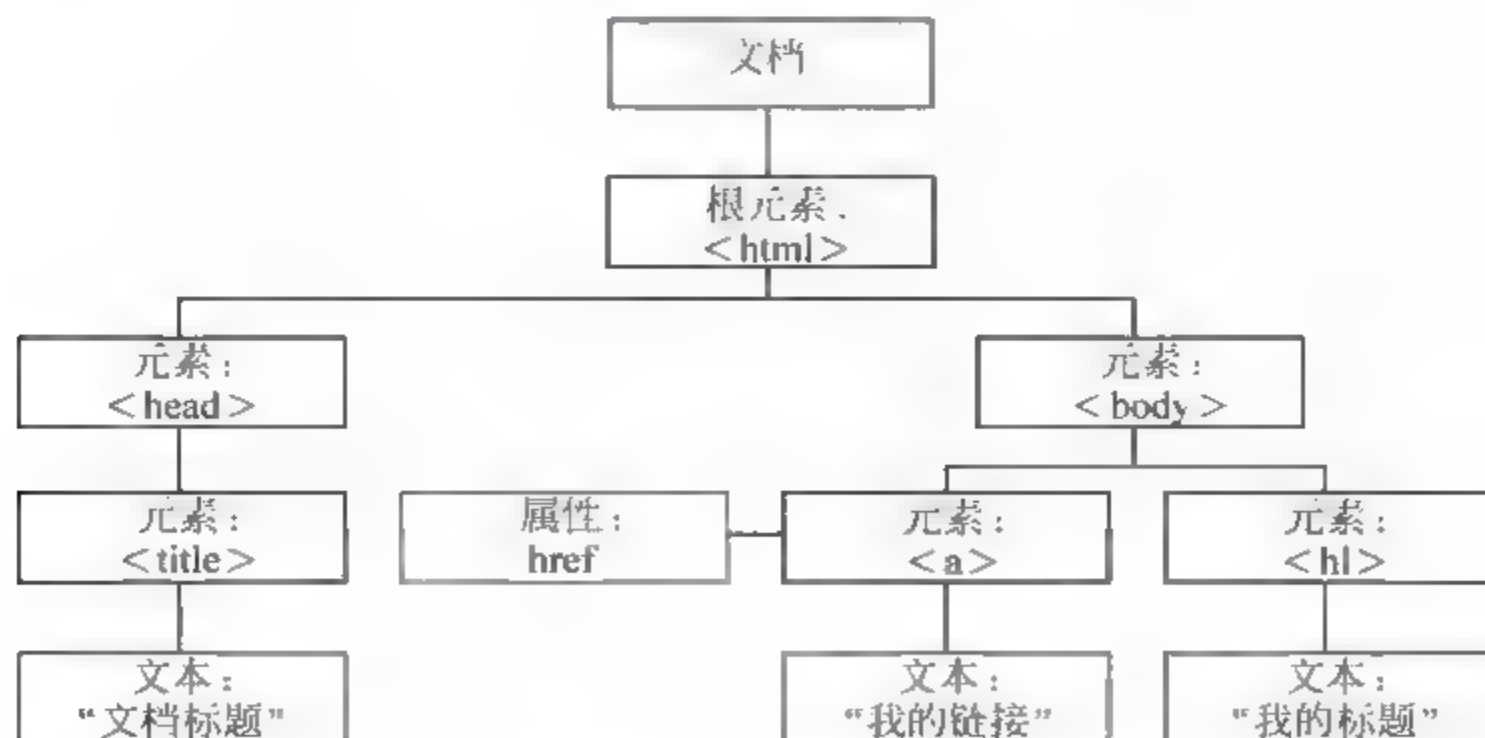 文档
根元素:
<html>
元素:
<head>
元素:
<body>
元素:
<title>
属性:
href
元素:
<a>
元素:
<hl>
文本:
“文档标题”
文本:
“我的链接”
文本:
“我的标题”